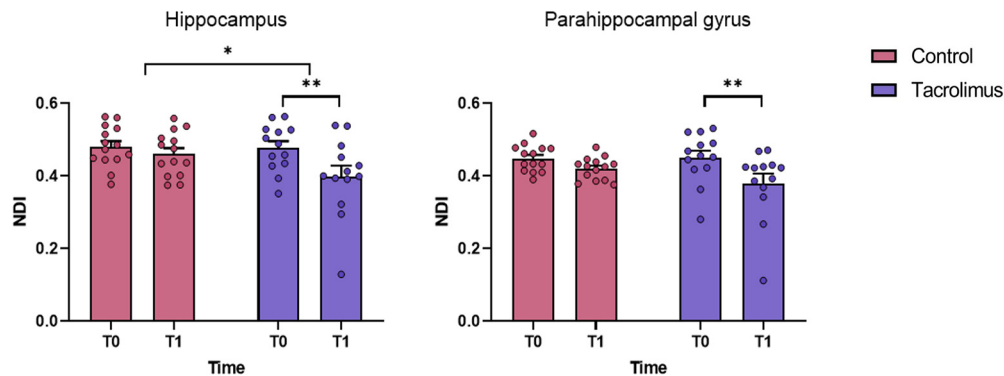 Hippocampus
*
**
NDI
0.6
0.4
0.2
0.0
T0 T1 T0 T1
Time
Parahippocampal gyrus
**
NDI
0.6
0.4
0.2
0.0
T0 T1 T0 T1
Time
Control
Tacrolimus